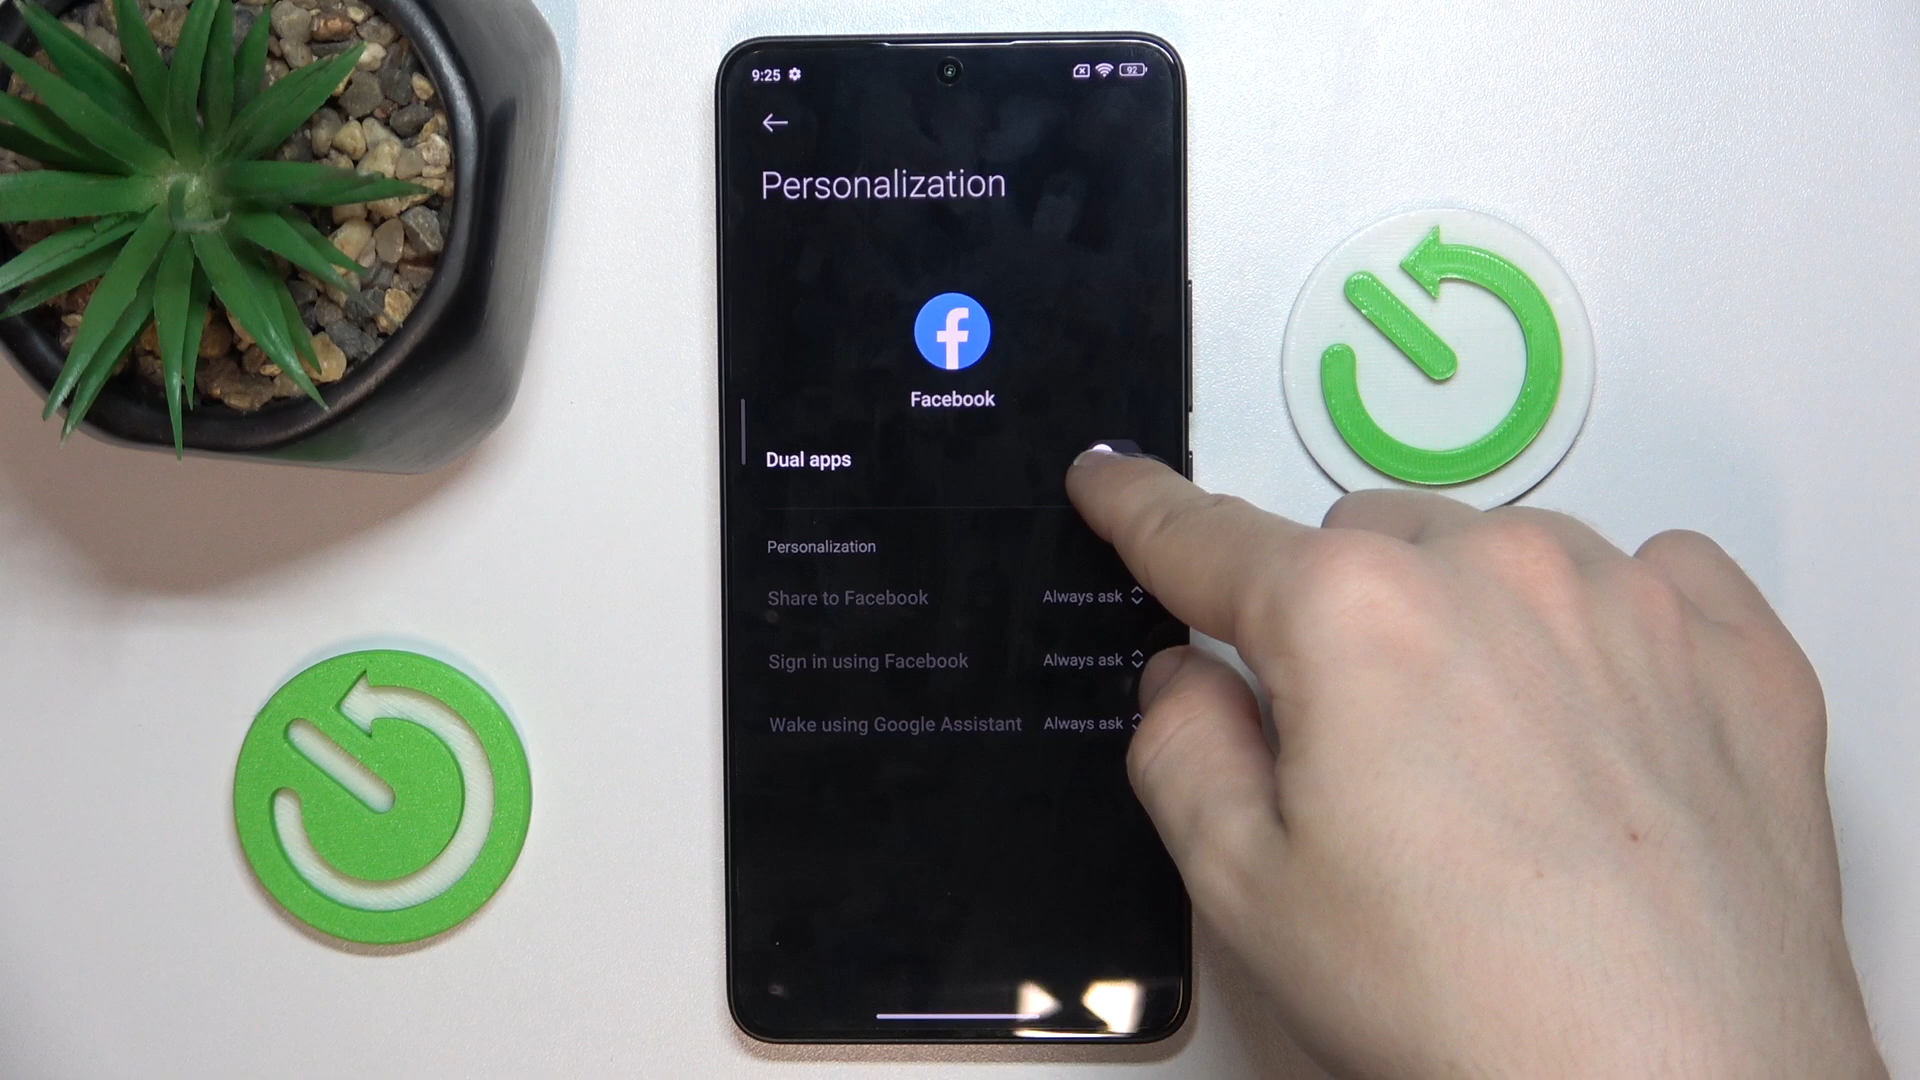 9:25
92
Personalization
Facebook
Dual apps
Personalization
Share to Facebook Always ask
Sign in using Facebook Always ask
Wake using Google Assistant Always ask